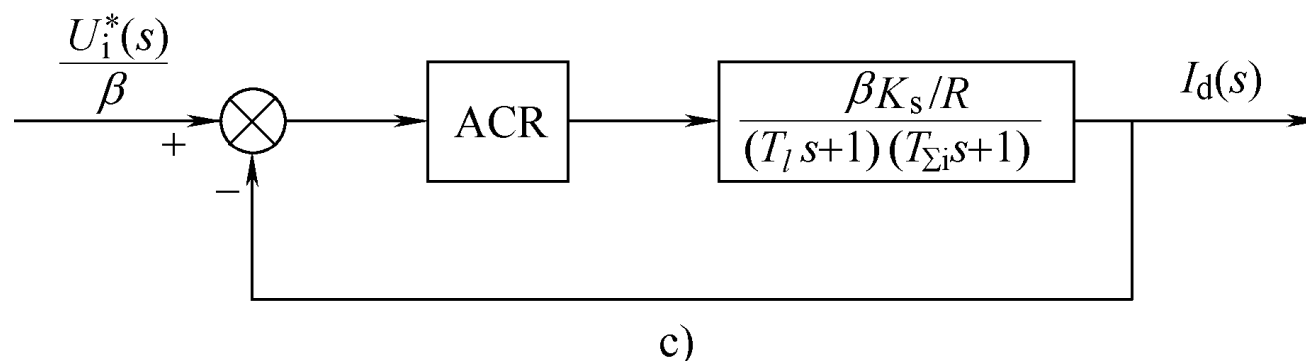 U_i^*(s)
β
+
−
ACR
βK_s/R
(T_l s+1) (T_Σi s+1)
I_d(s)
c)